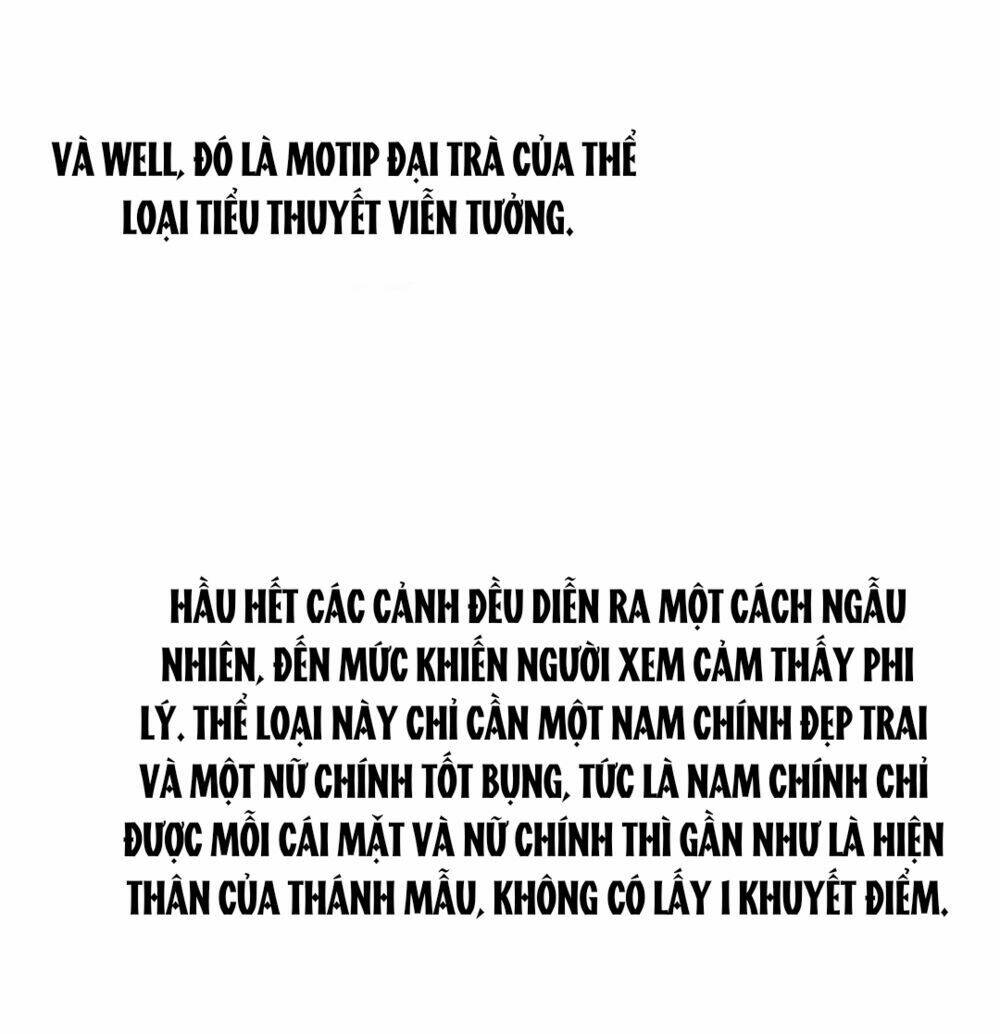 VÀ WELL, ĐÓ LÀ MOTIP ĐẠI TRÀ CỦA THỂ
LOẠI TIỂU THUYẾT VIỄN TƯỞNG.
HẦU HẾT CÁC CẢNH ĐỀU DIỄN RA MỘT CÁCH NGẪU
NHIÊN, ĐẾN MỨC KHIẾN NGƯỜI XEM CẢM THẤY PHI
LÝ. THỂ LOẠI NÀY CHỈ CẦN MỘT NAM CHÍNH ĐẸP TRAI
VÀ MỘT NỮ CHÍNH TỐT BỤNG, TỨC LÀ NAM CHÍNH CHỈ
ĐƯỢC MỖI CÁI MẶT VÀ NỮ CHÍNH THÌ GẦN NHƯ LÀ HIỆN
THÂN CỦA THÁNH MẪU, KHÔNG CÓ LẤY 1 KHUYẾT ĐIỂM.